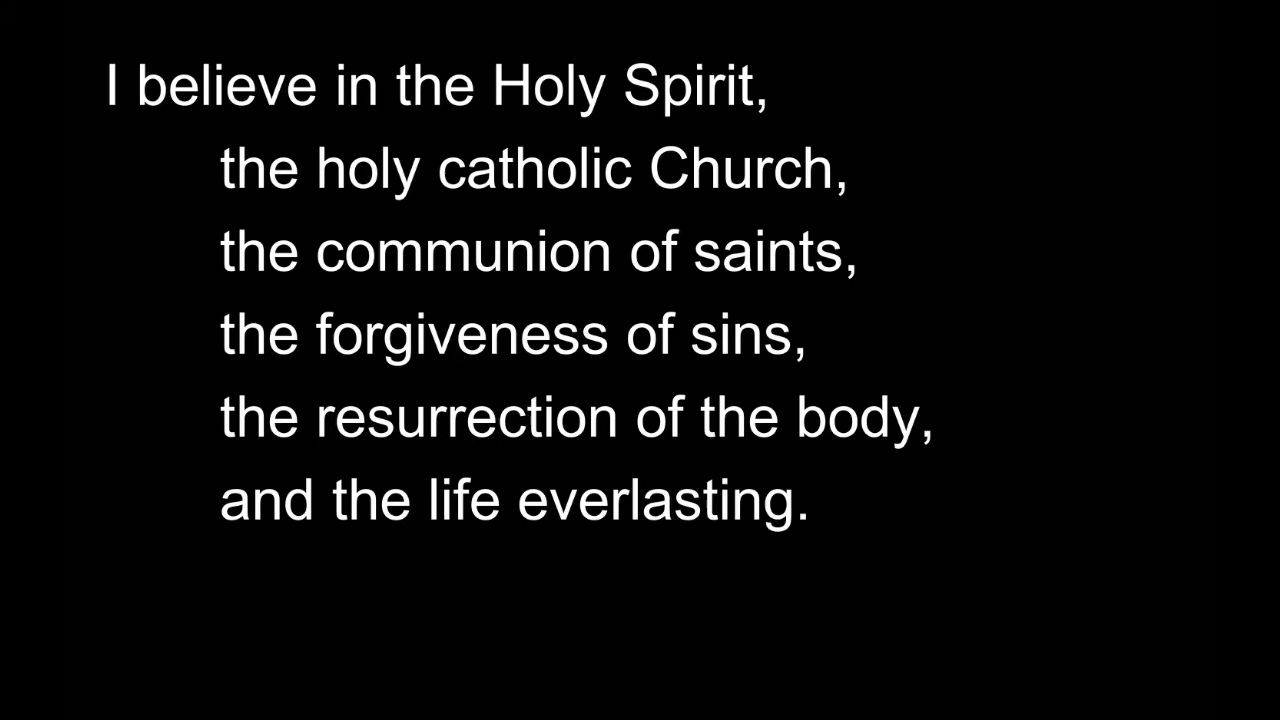 I believe in the Holy Spirit,
the holy catholic Church,
the communion of saints,
the forgiveness of sins,
the resurrection of the body,
and the life everlasting.